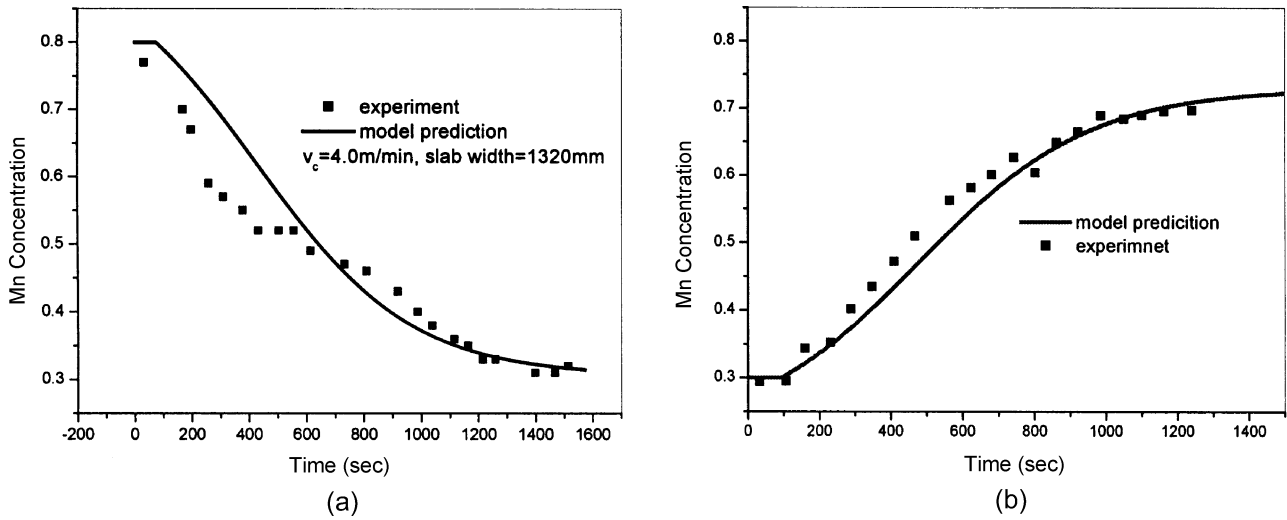 0.8
0.7
0.6
0.5
0.4
0.3
Mn Concentration
experiment
model prediction
v_c=4.0m/min, slab width=1320mm
-200 0 200 400 600 800 1000 1200 1400 1600
Time (sec)
(a)
0.8
0.7
0.6
0.5
0.4
0.3
Mn Concentration
model predicition
experimnet
0 200 400 600 800 1000 1200 1400
Time (sec)
(b)